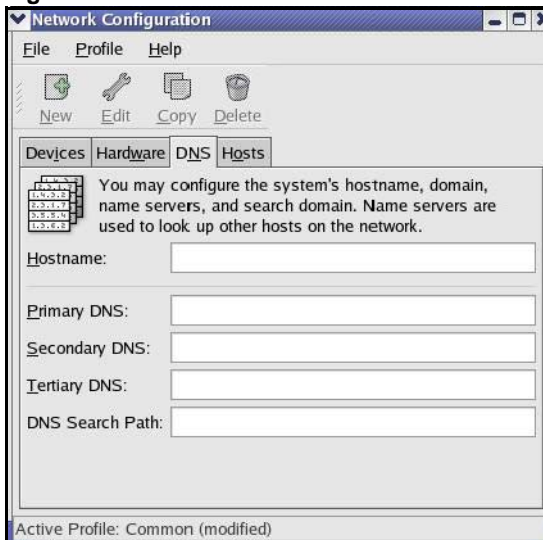 Network Configuration
File Profile Help
New Edit Copy Delete
Devices Hardware DNS Hosts
You may configure the system's hostname, domain,
name servers, and search domain. Name servers are
used to look up other hosts on the network.
Hostname:
Primary DNS:
Secondary DNS:
Tertiary DNS:
DNS Search Path:
Active Profile: Common (modified)